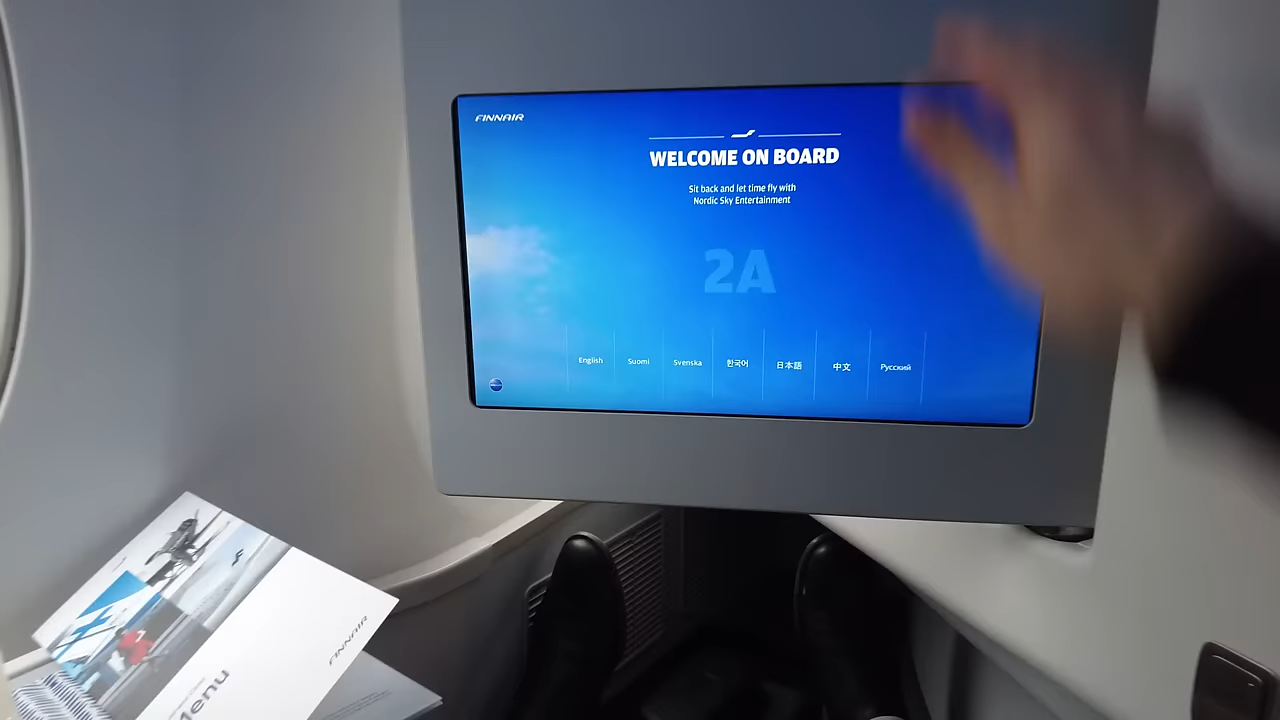 FINNAIR
WELCOME ON BOARD
Sit back and let time fly with
Nordic Sky Entertainment
2A
English
Suomi
Svenska
한국어
日本語
中文
Русский
FINNAIR
Menu